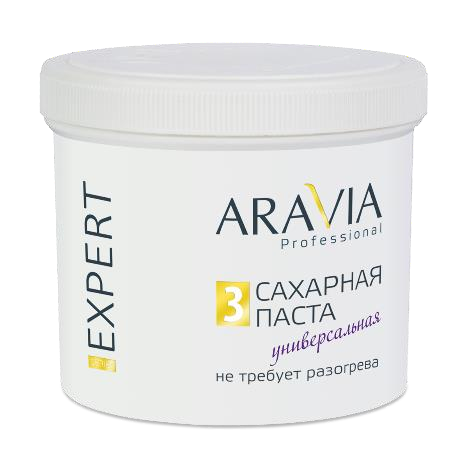 EXPERT
ARAVIA
Professional
3 САХАРНАЯ
ПАСТА
универсальная
не требует разогрева